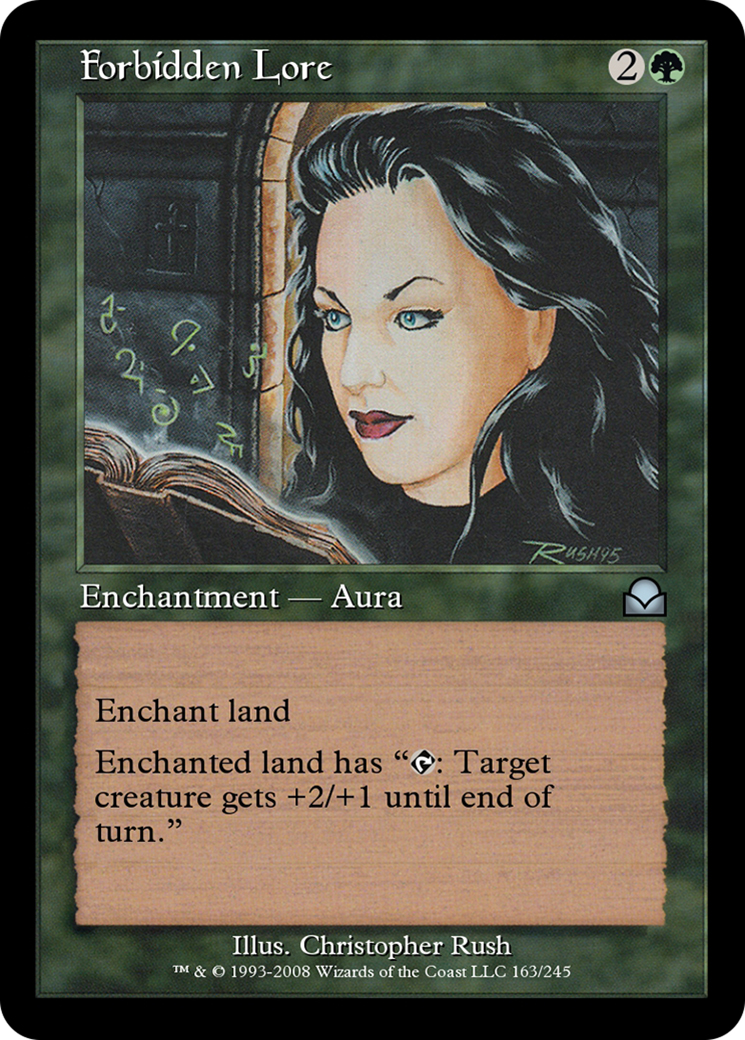 Forbidden Lore 2
RUSH95
Enchantment — Aura
Enchant land
Enchanted land has “: Target
creature gets +2/+1 until end of
turn.”
Illus. Christopher Rush
™ & © 1993-2008 Wizards of the Coast LLC 163/245